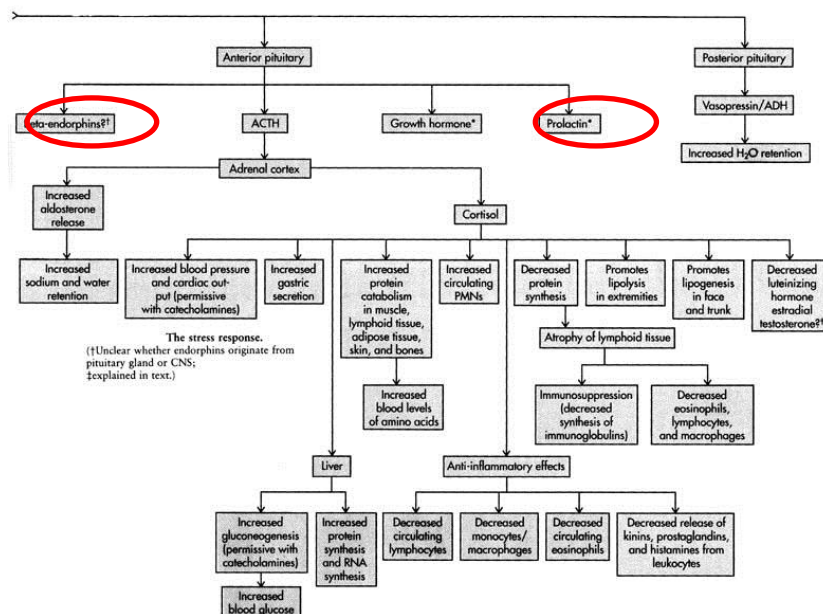 Anterior pituitary
Posterior pituitary
Beta-endorphins?†
ACTH
Growth hormone*
Prolactin*
Vasopressin/ADH
Increased H₂O retention
Adrenal cortex
Increased
aldosterone
release
Cortisol
Increased
sodium and water
retention
Increased blood pressure
and cardiac out-
put (permissive
with catecholamines)
Increased
gastric
secretion
Increased
protein
catabolism
in muscle,
lymphoid tissue,
adipose tissue,
skin, and bones
Increased
circulating
PMNs
Decreased
protein
synthesis
Promotes
lipolysis
in extremities
Promotes
lipogenesis
in face
and trunk
Decreased
luteinizing
hormone
estradial
testosterone?‡
The stress response.
(†Unclear whether endorphins originate from
pituitary gland or CNS;
‡explained in text.)
Atrophy of lymphoid tissue
Increased
blood levels
of amino acids
Immunosuppression
(decreased
synthesis of
immunoglobulins)
Decreased
eosinophils,
lymphocytes,
and macrophages
Liver
Anti-inflammatory effects
Increased
gluconeogenesis
(permissive with
catecholamines)
Increased
protein
synthesis
and RNA
synthesis
Decreased
circulating
lymphocytes
Decreased
monocytes/
macrophages
Decreased
circulating
eosinophils
Decreased release of
kinins, prostaglandins,
and histamines from
leukocytes
Increased
blood glucose